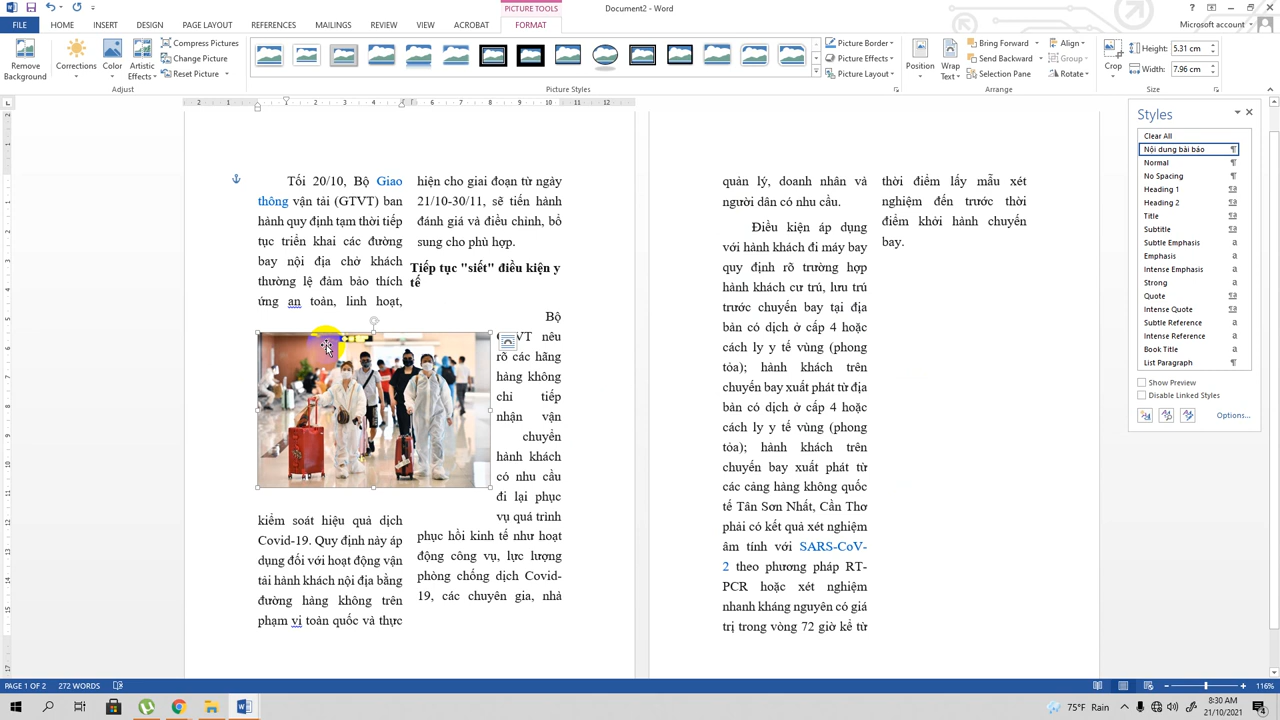 PICTURE TOOLS
Document2 - Word
FILE HOME INSERT DESIGN PAGE LAYOUT REFERENCES MAILINGS REVIEW VIEW ACROBAT FORMAT
Microsoft account
Remove Background
Corrections
Color
Artistic Effects
Compress Pictures
Change Picture
Reset Picture
Picture Border
Picture Effects
Picture Layout
Position
Wrap Text
Bring Forward
Send Backward
Selection Pane
Align
Group
Rotate
Crop
Height: 5.31 cm
Width: 7.96 cm
Adjust
Picture Styles
Arrange
Size
2 1 1 2 3 4 5 6 7 8 9 10 11 12
Tối 20/10, Bộ Giao
thông vận tải (GTVT) ban
hành quy định tạm thời tiếp
tục triển khai các đường
bay nội địa chở khách
thường lệ đảm bảo thích
ứng an toàn, linh hoạt,
kiểm soát hiệu quả dịch
Covid-19. Quy định này áp
dụng đối với hoạt động vận
tải hành khách nội địa bằng
đường hàng không trên
phạm vi toàn quốc và thực
hiện cho giai đoạn từ ngày
21/10-30/11, sẽ tiến hành
đánh giá và điều chỉnh, bổ
sung cho phù hợp.
Tiếp tục "siết" điều kiện y
tế
Bộ
GTVT nêu
rõ các hãng
hàng không
chỉ tiếp
nhận vận
chuyển
hành khách
có nhu cầu
đi lại phục
vụ quá trình
phục hồi kinh tế như hoạt
động công vụ, lực lượng
phòng chống dịch Covid-
19, các chuyên gia, nhà
quản lý, doanh nhân và
người dân có nhu cầu.
Điều kiện áp dụng
với hành khách đi máy bay
quy định rõ trường hợp
hành khách cư trú, lưu trú
trước chuyến bay tại địa
bàn có dịch ở cấp 4 hoặc
cách ly y tế vùng (phong
tỏa); hành khách trên
chuyến bay xuất phát từ địa
bàn có dịch ở cấp 4 hoặc
cách ly y tế vùng (phong
tỏa); hành khách trên
chuyến bay xuất phát từ
các cảng hàng không quốc
tế Tân Sơn Nhất, Cần Thơ
phải có kết quả xét nghiệm
âm tính với SARS-CoV-
2 theo phương pháp RT-
PCR hoặc xét nghiệm
nhanh kháng nguyên có giá
trị trong vòng 72 giờ kể từ
thời điểm lấy mẫu xét
nghiệm đến trước thời
điểm khởi hành chuyến
bay.
Styles
Clear All
Nội dung bài báo
Normal
No Spacing
Heading 1
Heading 2
Title
Subtitle
Subtle Emphasis
Emphasis
Intense Emphasis
Strong
Quote
Intense Quote
Subtle Reference
Intense Reference
Book Title
List Paragraph
Show Preview
Disable Linked Styles
Options...
PAGE 1 OF 2 272 WORDS
116%
75°F Rain
8:30 AM
21/10/2021